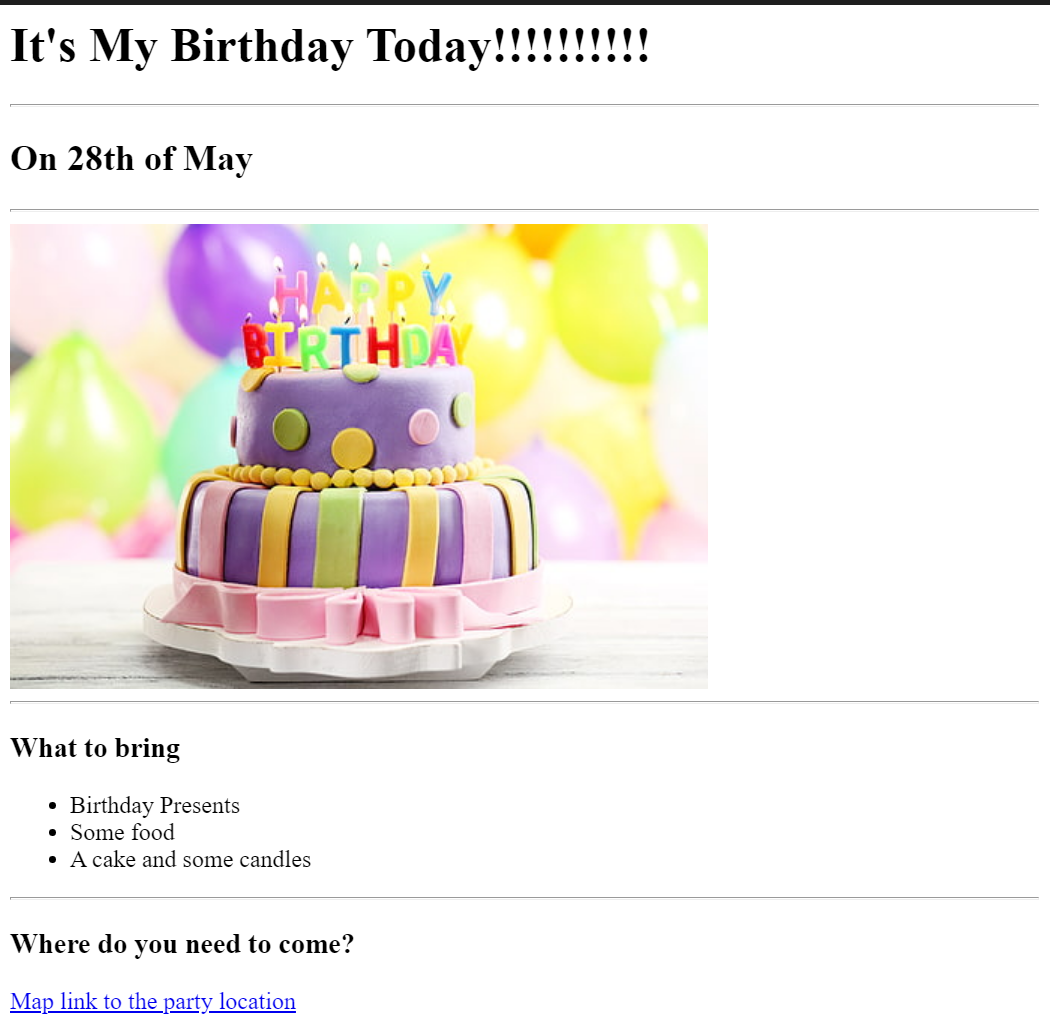 It's My Birthday Today!!!!!!!!!!
On 28th of May
HAPPY
BIRTHDAY
What to bring
Birthday Presents
Some food
A cake and some candles
Where do you need to come?
Map link to the party location